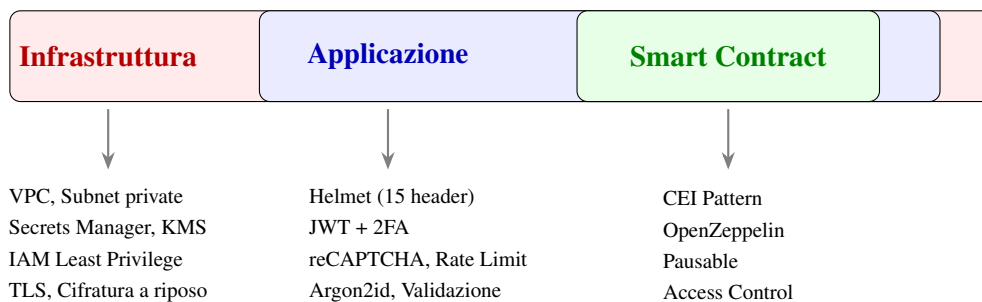 Infrastruttura
Applicazione
Smart Contract
VPC, Subnet private
Secrets Manager, KMS
IAM Least Privilege
TLS, Cifratura a riposo
Helmet (15 header)
JWT + 2FA
reCAPTCHA, Rate Limit
Argon2id, Validazione
CEI Pattern
OpenZeppelin
Pausable
Access Control